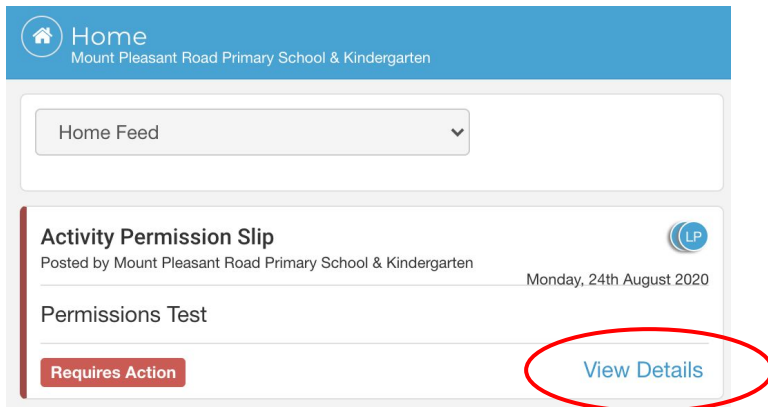 Home
Mount Pleasant Road Primary School & Kindergarten
Home Feed
Activity Permission Slip
LP
Posted by Mount Pleasant Road Primary School & Kindergarten
Monday, 24th August 2020
Permissions Test
Requires Action
View Details